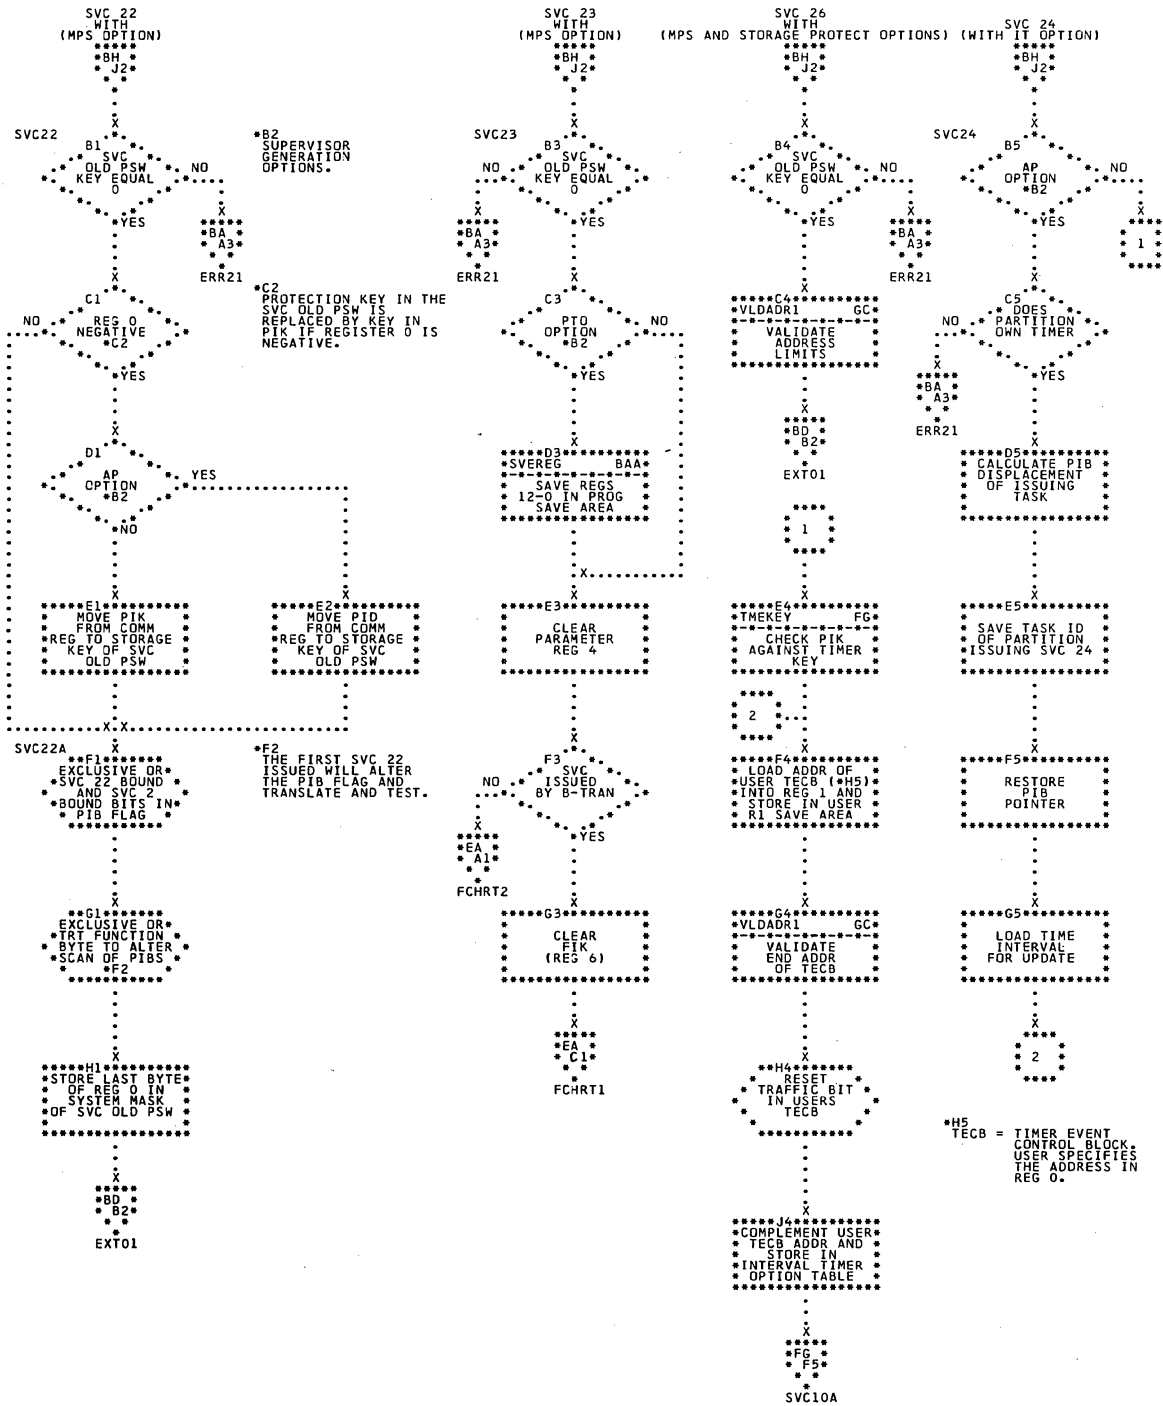 SVC 22
WITH
(MPS OPTION)
*****
*BH *
* J2*
* *
*
SVC22
B1
SVC
OLD PSW
KEY EQUAL
0
NO
YES
*B2
SUPERVISOR
GENERATION
OPTIONS.
*****
*BA *
* A3*
* *
*
ERR21
C1
REG 0
NEGATIVE
*C2
NO
YES
*C2
PROTECTION KEY IN THE
SVC OLD PSW IS
REPLACED BY KEY IN
PIK IF REGISTER 0 IS
NEGATIVE.
D1
AP
OPTION
*B2
YES
NO
E1
MOVE PIK
FROM COMM
REG TO STORAGE
KEY OF SVC
OLD PSW
E2
MOVE PID
FROM COMM
REG TO STORAGE
KEY OF SVC
OLD PSW
SVC22A
F1
EXCLUSIVE OR
SVC 22 BOUND
AND SVC 2
BOUND BITS IN
PIB FLAG
*F2
THE FIRST SVC 22
ISSUED WILL ALTER
THE PIB FLAG AND
TRANSLATE AND TEST.
G1
EXCLUSIVE OR
TRT FUNCTION
BYTE TO ALTER
SCAN OF PIBS
*F2
H1
STORE LAST BYTE
OF REG 0 IN
SYSTEM MASK
OF SVC OLD PSW
*****
*BD *
* B2*
* *
*
EXT01
SVC 23
WITH
(MPS OPTION)
*****
*BH *
* J2*
* *
*
SVC23
B3
SVC
OLD PSW
KEY EQUAL
0
NO
YES
*****
*BA *
* A3*
* *
*
ERR21
C3
PTO
OPTION
*B2
NO
YES
D3
*SVEREG BAA*
SAVE REGS
12-0 IN PROG
SAVE AREA
E3
CLEAR
PARAMETER
REG 4
F3
SVC
ISSUED
BY B-TRAN
NO
YES
*****
*EA *
* A1*
* *
*
FCHRT2
G3
CLEAR
FIK
(REG 6)
*****
*EA *
* C1*
* *
*
FCHRT1
SVC 26
WITH
(MPS AND STORAGE PROTECT OPTIONS)
*****
*BH *
* J2*
* *
*
B4
SVC
OLD PSW
KEY EQUAL
0
NO
YES
*****
*BA *
* A3*
* *
*
ERR21
C4
*VLDADR1 GC*
VALIDATE
ADDRESS
LIMITS
*****
*BD *
* B2*
* *
*
EXT01
1
E4
*TMEKEY FG*
CHECK PIK
AGAINST TIMER
KEY
2
F4
LOAD ADDR OF
USER TECB (*H5)
INTO REG 1 AND
STORE IN USER
R1 SAVE AREA
G4
*VLDADR1 GC*
VALIDATE
END ADDR
OF TECB
H4
RESET
TRAFFIC BIT
IN USERS
TECB
J4
COMPLEMENT USER
TECB ADDR AND
STORE IN
INTERVAL TIMER
OPTION TABLE
*****
*FG *
* F5*
* *
*
SVC10A
SVC 24
(WITH IT OPTION)
*****
*BH *
* J2*
* *
*
SVC24
B5
AP
OPTION
*B2
NO
YES
1
C5
DOES
PARTITION
OWN TIMER
NO
YES
*****
*BA *
* A3*
* *
*
ERR21
D5
CALCULATE PIB
DISPLACEMENT
OF ISSUING
TASK
E5
SAVE TASK ID
OF PARTITION
ISSUING SVC 24
F5
RESTORE
PIB
POINTER
G5
LOAD TIME
INTERVAL
FOR UPDATE
2
*H5
TECB = TIMER EVENT
CONTROL BLOCK.
USER SPECIFIES
THE ADDRESS IN
REG 0.